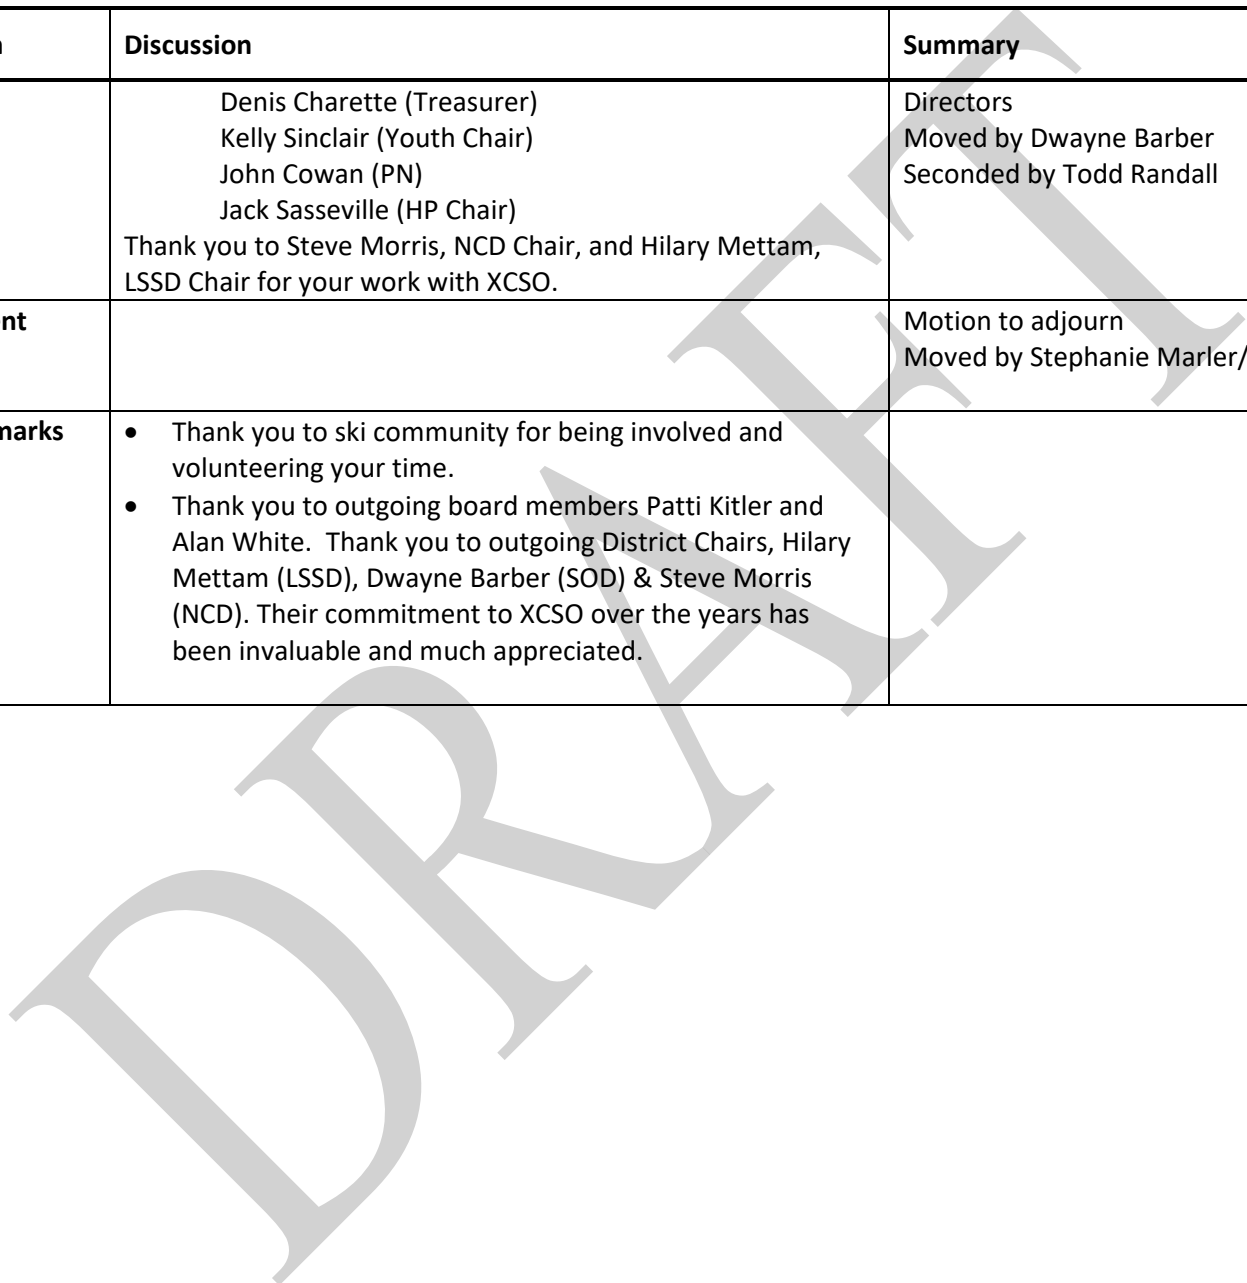 n Discussion Summary
Denis Charette (Treasurer) Directors
Kelly Sinclair (Youth Chair) Moved by Dwayne Barber
John Cowan (PN) Seconded by Todd Randall
Jack Sasseville (HP Chair)
Thank you to Steve Morris, NCD Chair, and Hilary Mettam,
LSSD Chair for your work with XCSO.
nt Motion to adjourn
Moved by Stephanie Marler/
marks • Thank you to ski community for being involved and
volunteering your time.
• Thank you to outgoing board members Patti Kitler and
Alan White.  Thank you to outgoing District Chairs, Hilary
Mettam (LSSD), Dwayne Barber (SOD) & Steve Morris
(NCD). Their commitment to XCSO over the years has
been invaluable and much appreciated.
DRAFT